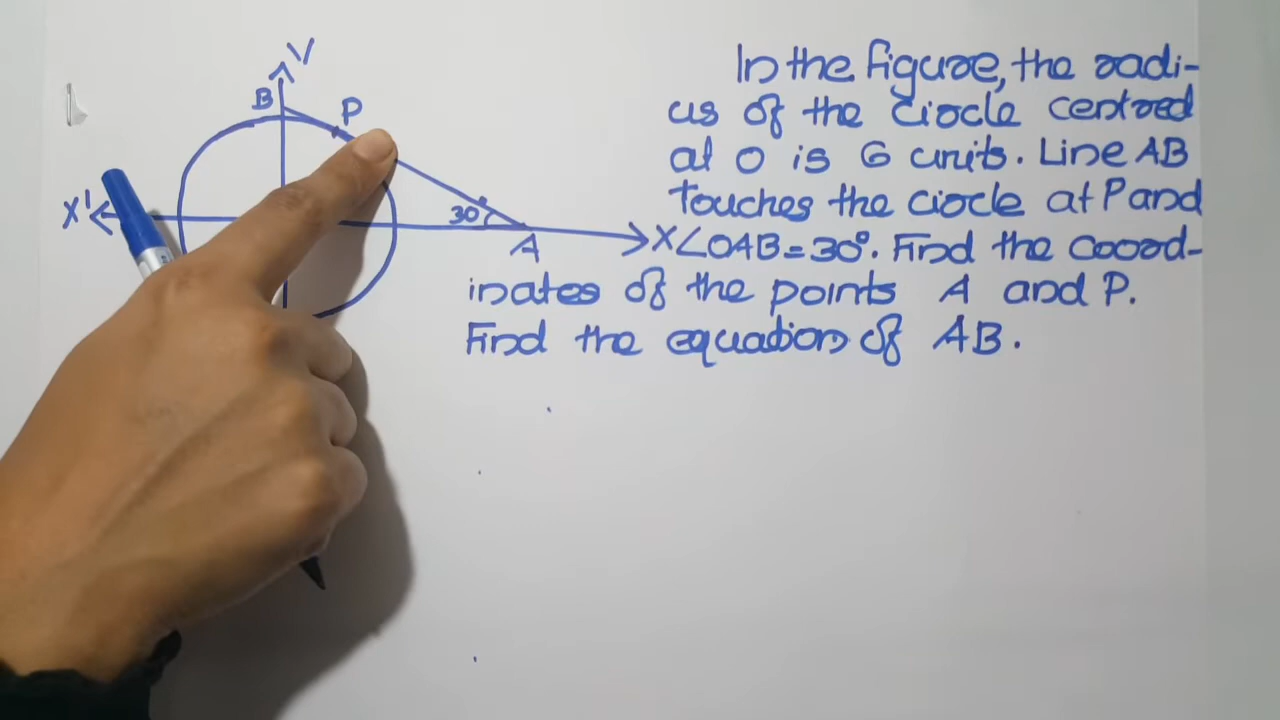 Y
B
P
X'
30°
A
X
In the figure, the radi-
us of the circle centred
at O is 6 units. Line AB
touches the circle at P and
∠OAB=30°. Find the coord-
inates of the points A and P.
Find the equation of AB.